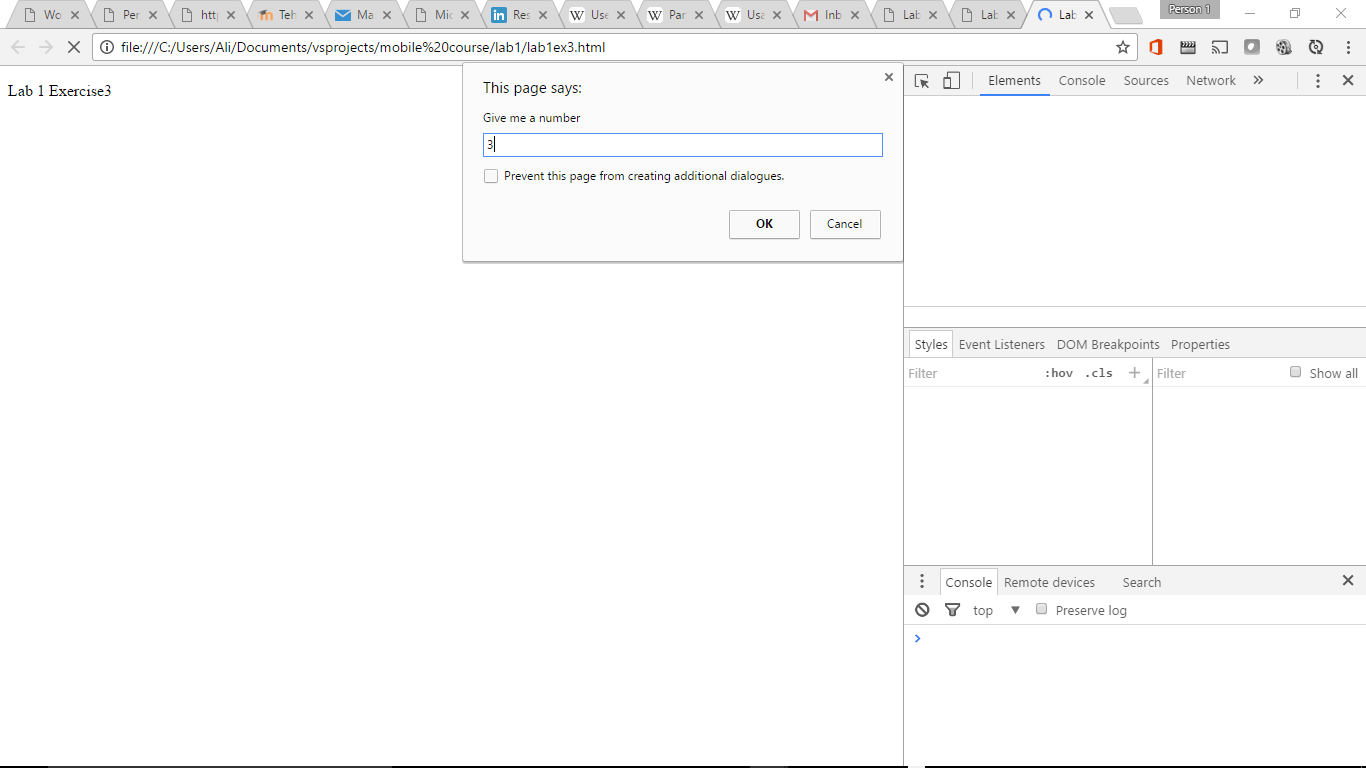 Wo Per http Teh Ma Mic Res Use Par Usa Inb Lab Lab Lab Person 1
file:///C:/Users/Ali/Documents/vsprojects/mobile%20course/lab1/lab1ex3.html
Lab 1 Exercise3
This page says:
Give me a number
3
Prevent this page from creating additional dialogues.
OK Cancel
Elements Console Sources Network
Styles Event Listeners DOM Breakpoints Properties
Filter :hov .cls Filter Show all
Console Remote devices Search
top Preserve log